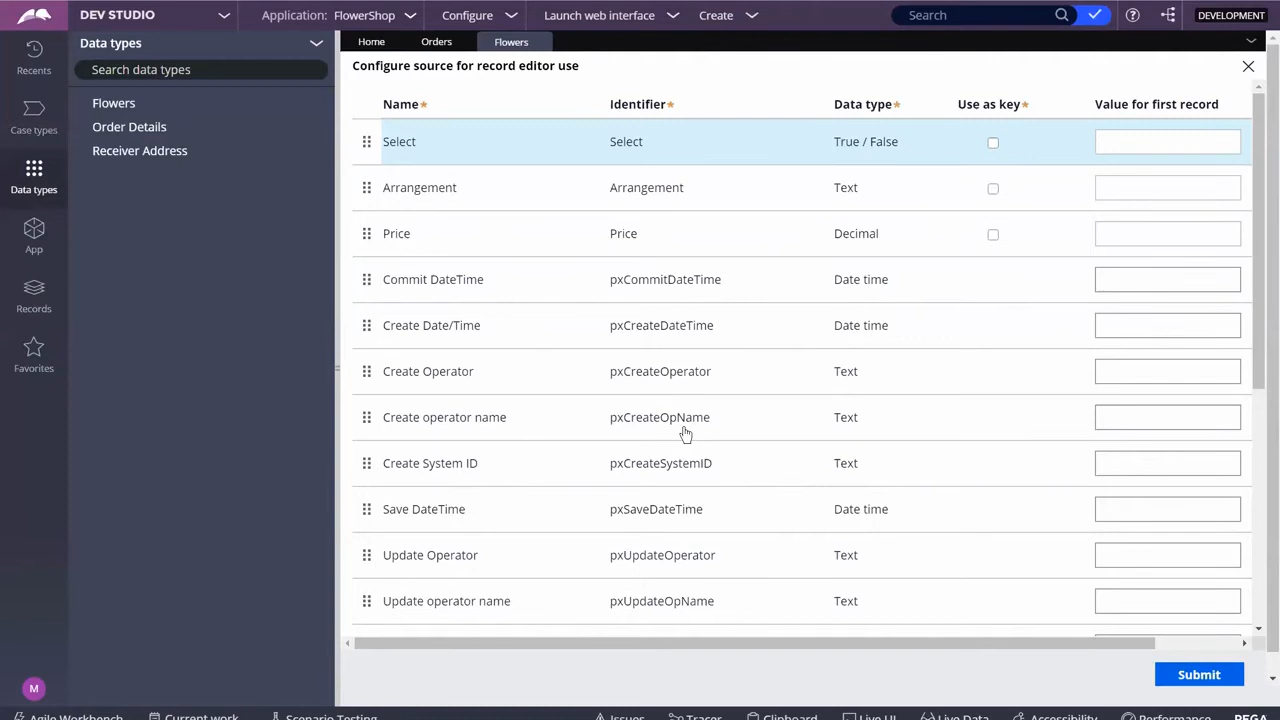 DEV STUDIO
Application: FlowerShop
Configure
Launch web interface
Create
Search
DEVELOPMENT
Recents
Case types
Data types
App
Records
Favorites
M
Data types
Search data types
Flowers
Order Details
Receiver Address
Home Orders Flowers
Configure source for record editor use
Name* Identifier* Data type* Use as key* Value for first record
Select Select True / False
Arrangement Arrangement Text
Price Price Decimal
Commit DateTime pxCommitDateTime Date time
Create Date/Time pxCreateDateTime Date time
Create Operator pxCreateOperator Text
Create operator name pxCreateOpName Text
Create System ID pxCreateSystemID Text
Save DateTime pxSaveDateTime Date time
Update Operator pxUpdateOperator Text
Update operator name pxUpdateOpName Text
Submit
Agile Workbench Current work Scenario Testing Issues Tracer Clipboard Live UI Live Data Accessibility Performance PEGA